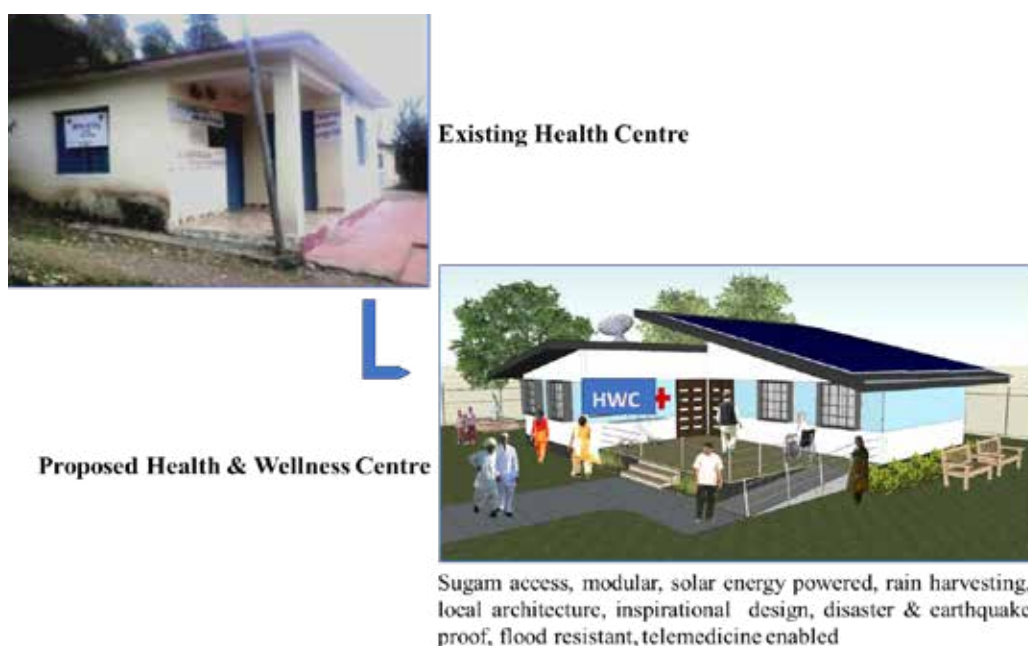 Existing Health Centre
HWC
Proposed Health & Wellness Centre
Sugam access, modular, solar energy powered, rain harvesting,
local architecture, inspirational design, disaster & earthquake
proof, flood resistant, telemedicine enabled